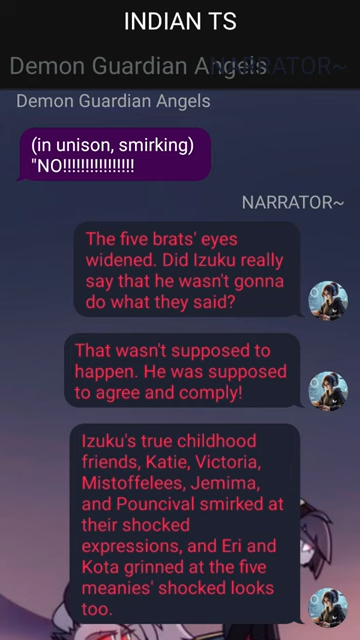 INDIAN TS
Demon Guardian Angels
NARRATOR~
Demon Guardian Angels
(in unison, smirking)
"NO!!!!!!!!!!!!!!!!
NARRATOR~
The five brats' eyes
widened. Did Izuku really
say that he wasn't gonna
do what they said?
That wasn't supposed to
happen. He was supposed
to agree and comply!
Izuku's true childhood
friends, Katie, Victoria,
Mistoffelees, Jemima,
and Pouncival smirked at
their shocked
expressions, and Eri and
Kota grinned at the five
meanies' shocked looks
too.